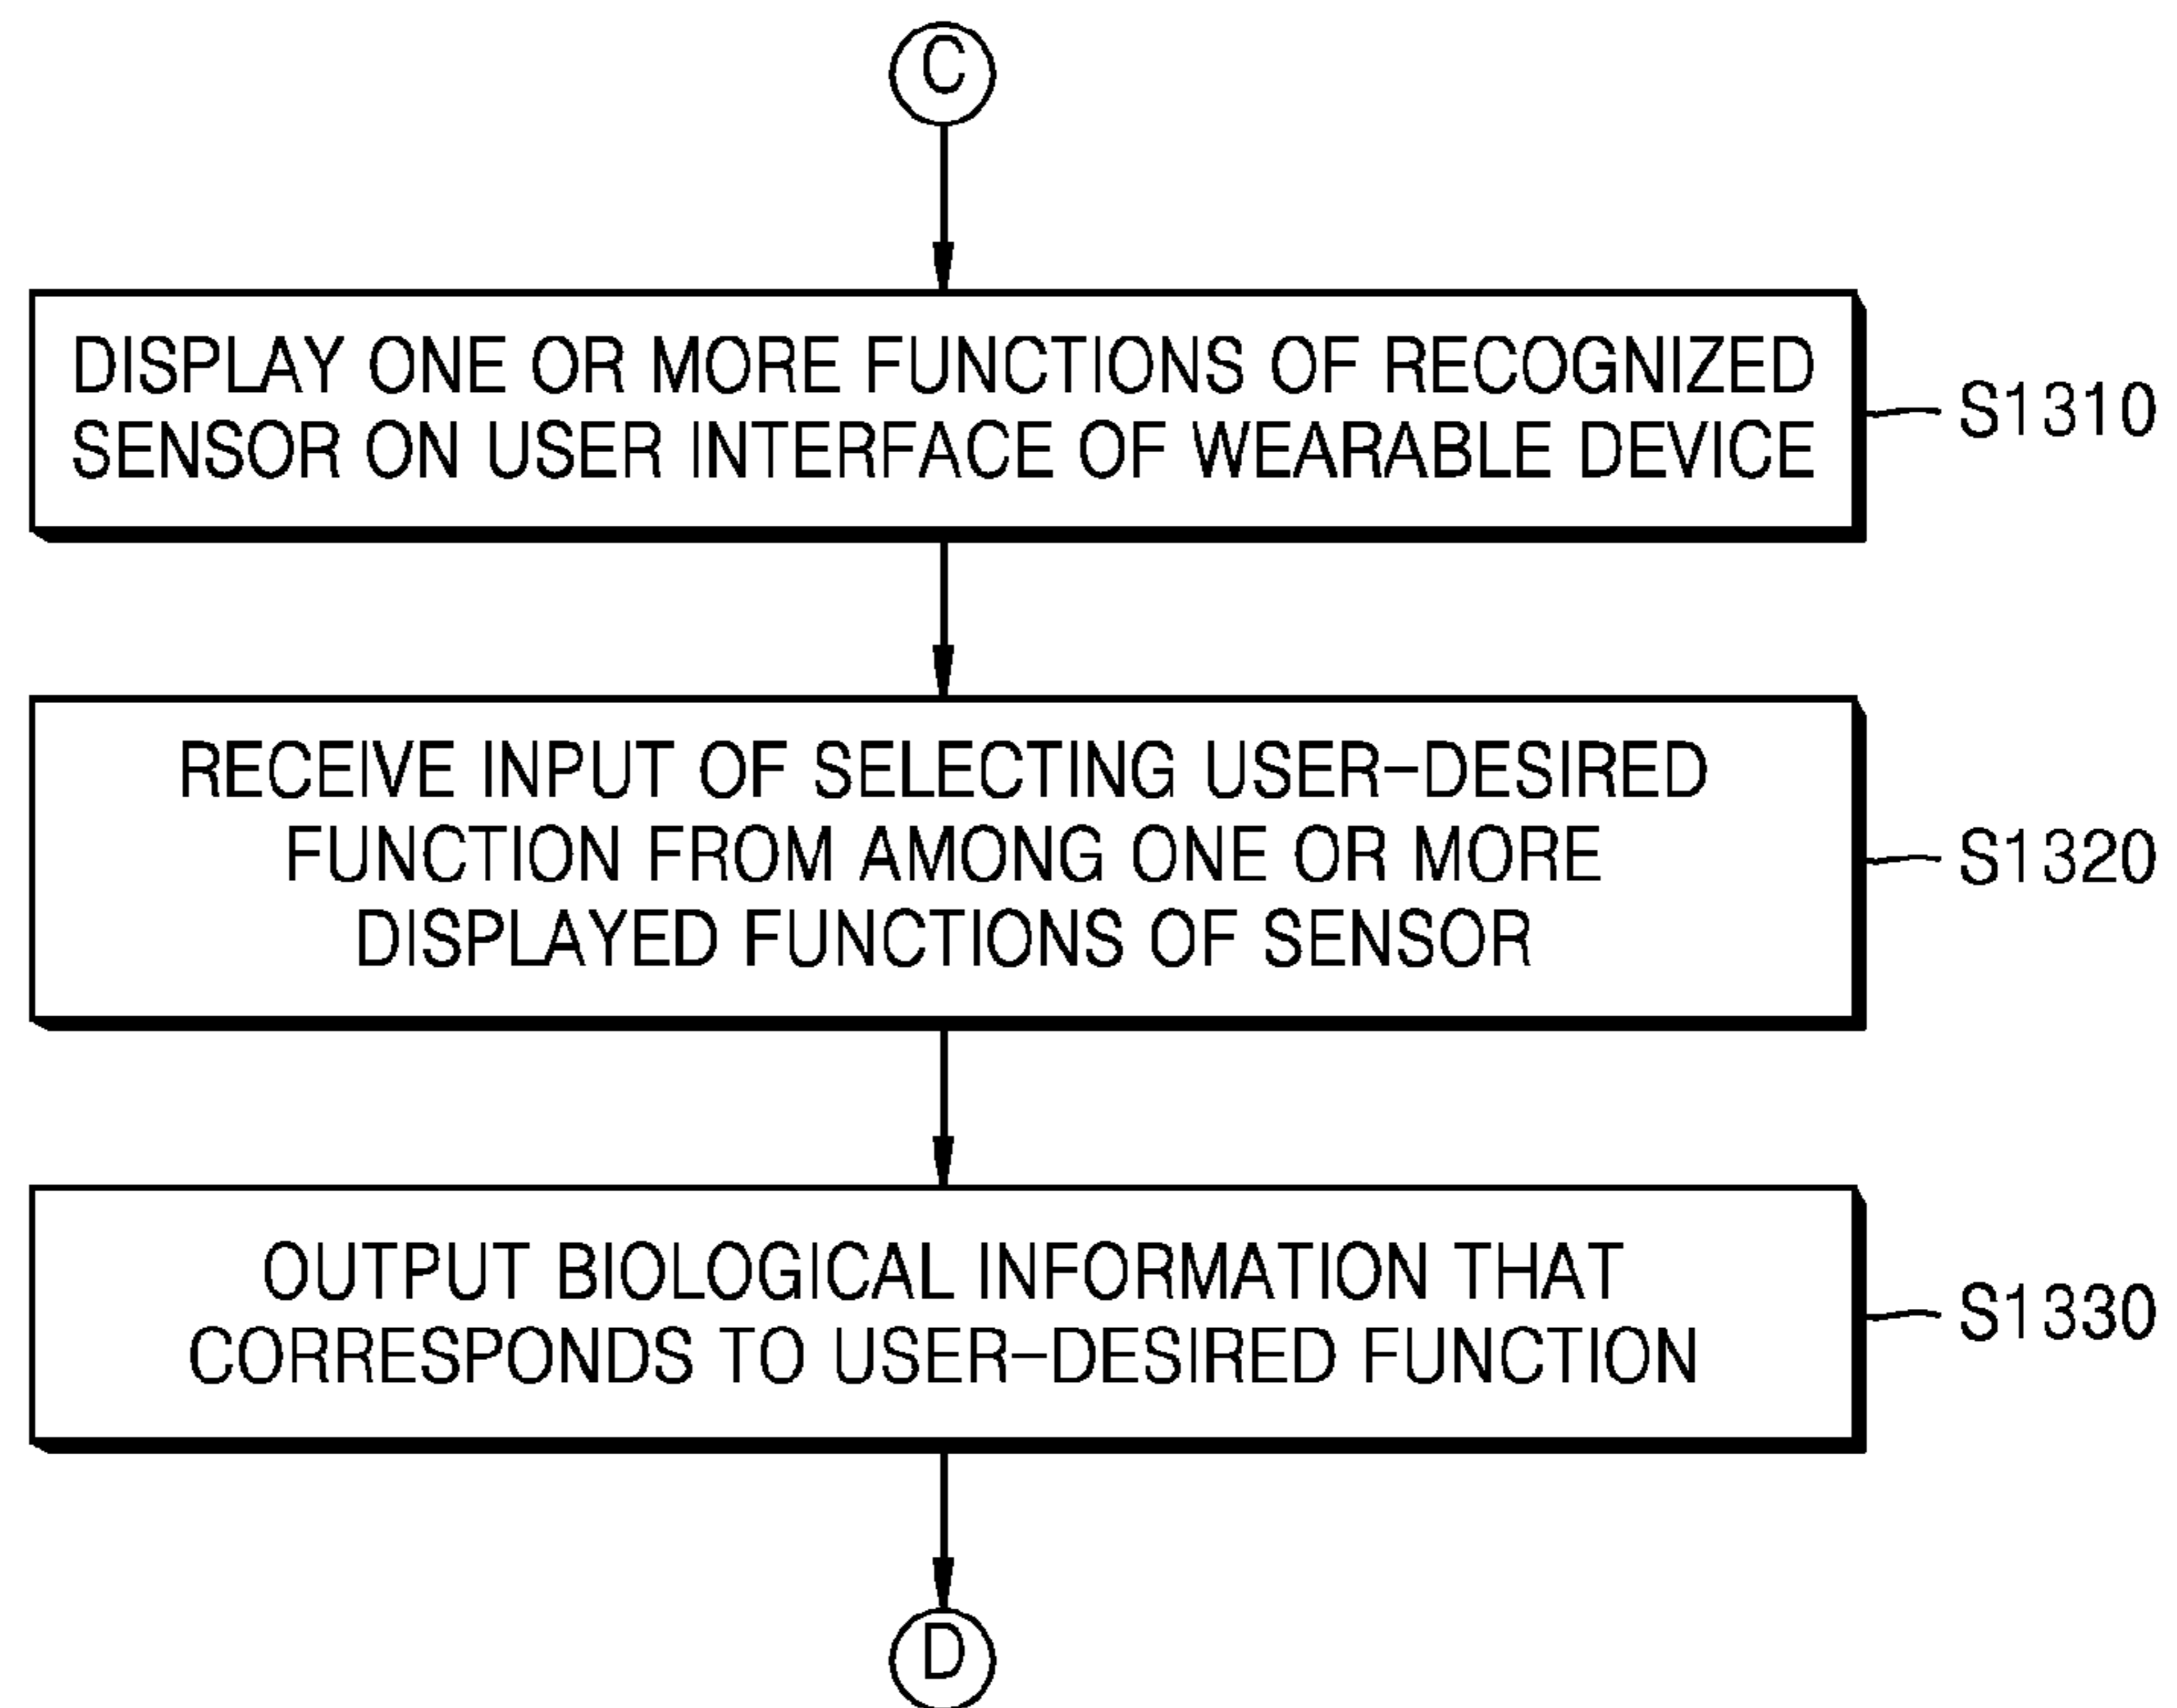 C
DISPLAY ONE OR MORE FUNCTIONS OF RECOGNIZED
SENSOR ON USER INTERFACE OF WEARABLE DEVICE
S1310
RECEIVE INPUT OF SELECTING USER-DESIRED
FUNCTION FROM AMONG ONE OR MORE
DISPLAYED FUNCTIONS OF SENSOR
S1320
OUTPUT BIOLOGICAL INFORMATION THAT
CORRESPONDS TO USER-DESIRED FUNCTION
S1330
D